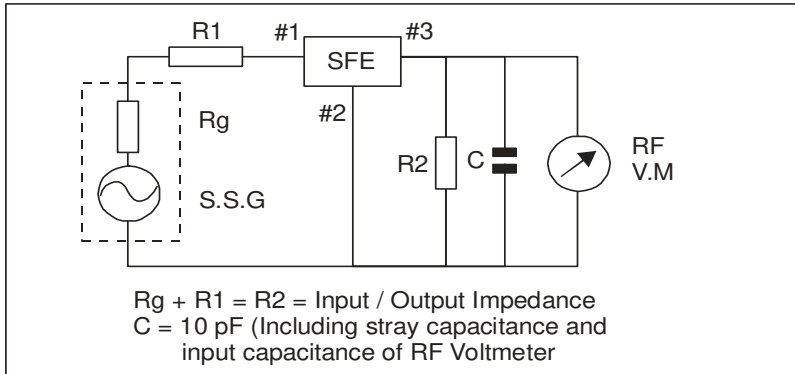 R1
#1
#3
SFE
Rg
#2
R2
C
RF
V.M
S.S.G
Rg + R1 = R2 = Input / Output Impedance
C = 10 pF (Including stray capacitance and
input capacitance of RF Voltmeter